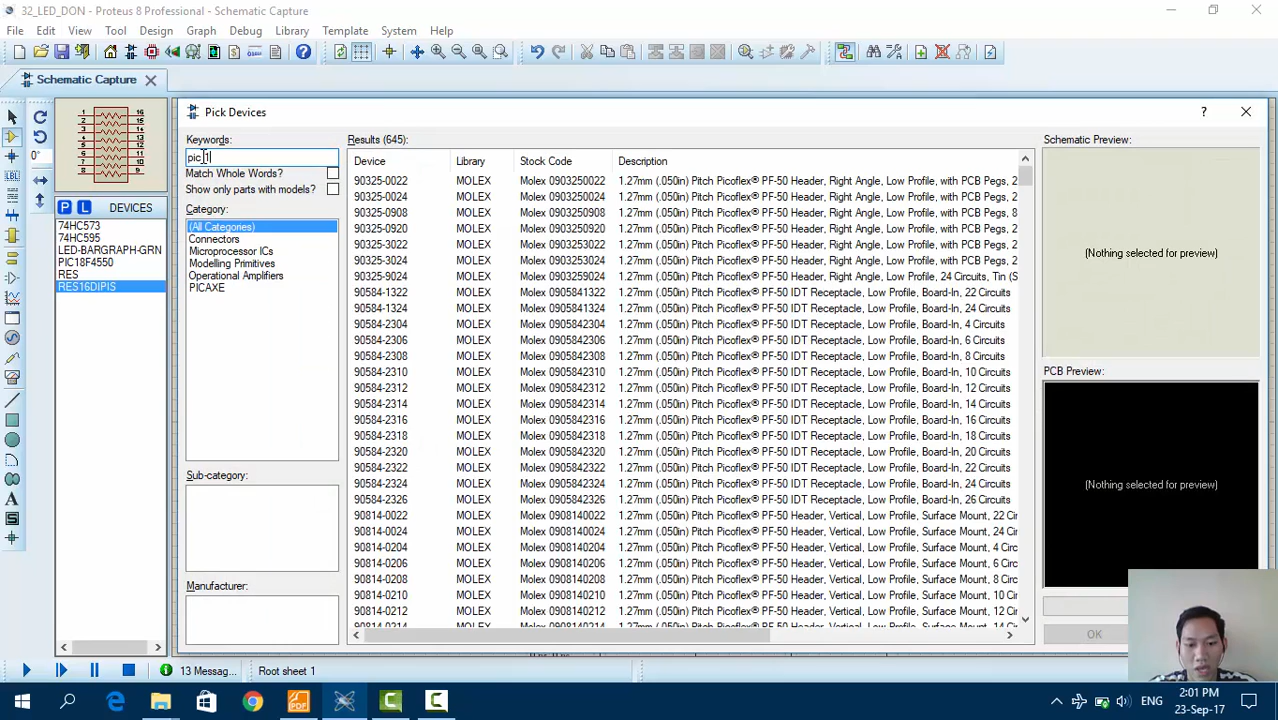 32_LED_DON - Proteus 8 Professional - Schematic Capture
File Edit View Tool Design Graph Debug Library Template System Help
Schematic Capture
Pick Devices
Keywords:
pic 1
Match Whole Words?
Show only parts with models?
Category:
(All Categories)
Connectors
Microprocessor ICs
Modelling Primitives
Operational Amplifiers
PICAXE
Sub-category:
Manufacturer:
0°
1 16
2 15
3 14
4 13
5 12
6 11
7 10
8 9
P L DEVICES
74HC573
74HC595
LED-BARGRAPH-GRN
PIC18F4550
RES
RES16DIPIS
Results (645):
Device Library Stock Code Description
90325-0022 MOLEX Molex 0903250022 1.27mm (.050in) Pitch Picoflex® PF-50 Header, Right Angle, Low Profile, with PCB Pegs, 2
90325-0024 MOLEX Molex 0903250024 1.27mm (.050in) Pitch Picoflex® PF-50 Header, Right Angle, Low Profile, with PCB Pegs, 2
90325-0908 MOLEX Molex 0903250908 1.27mm (.050in) Pitch Picoflex® PF-50 Header, Right Angle, Low Profile, with PCB Pegs, 8
90325-0920 MOLEX Molex 0903250920 1.27mm (.050in) Pitch Picoflex® PF-50 Header, Right Angle, Low Profile, with PCB Pegs, 2
90325-3022 MOLEX Molex 0903253022 1.27mm (.050in) Pitch Picoflex® PF-50 Header, Right Angle, Low Profile, with PCB Pegs, 2
90325-3024 MOLEX Molex 0903253024 1.27mm (.050in) Pitch Picoflex® PF-50 Header, Right Angle, Low Profile, with PCB Pegs, 2
90325-9024 MOLEX Molex 0903259024 1.27mm (.050in) Pitch Picoflex® PF-50 Header, Right Angle, Low Profile, 24 Circuits, Tin (S
90584-1322 MOLEX Molex 0905841322 1.27mm (.050in) Pitch Picoflex® PF-50 IDT Receptacle, Low Profile, Board-In, 22 Circuits
90584-1324 MOLEX Molex 0905841324 1.27mm (.050in) Pitch Picoflex® PF-50 IDT Receptacle, Low Profile, Board-In, 24 Circuits
90584-2304 MOLEX Molex 0905842304 1.27mm (.050in) Pitch Picoflex® PF-50 IDT Receptacle, Low Profile, Board-In, 4 Circuits
90584-2306 MOLEX Molex 0905842306 1.27mm (.050in) Pitch Picoflex® PF-50 IDT Receptacle, Low Profile, Board-In, 6 Circuits
90584-2308 MOLEX Molex 0905842308 1.27mm (.050in) Pitch Picoflex® PF-50 IDT Receptacle, Low Profile, Board-In, 8 Circuits
90584-2310 MOLEX Molex 0905842310 1.27mm (.050in) Pitch Picoflex® PF-50 IDT Receptacle, Low Profile, Board-In, 10 Circuits
90584-2312 MOLEX Molex 0905842312 1.27mm (.050in) Pitch Picoflex® PF-50 IDT Receptacle, Low Profile, Board-In, 12 Circuits
90584-2314 MOLEX Molex 0905842314 1.27mm (.050in) Pitch Picoflex® PF-50 IDT Receptacle, Low Profile, Board-In, 14 Circuits
90584-2316 MOLEX Molex 0905842316 1.27mm (.050in) Pitch Picoflex® PF-50 IDT Receptacle, Low Profile, Board-In, 16 Circuits
90584-2318 MOLEX Molex 0905842318 1.27mm (.050in) Pitch Picoflex® PF-50 IDT Receptacle, Low Profile, Board-In, 18 Circuits
90584-2320 MOLEX Molex 0905842320 1.27mm (.050in) Pitch Picoflex® PF-50 IDT Receptacle, Low Profile, Board-In, 20 Circuits
90584-2322 MOLEX Molex 0905842322 1.27mm (.050in) Pitch Picoflex® PF-50 IDT Receptacle, Low Profile, Board-In, 22 Circuits
90584-2324 MOLEX Molex 0905842324 1.27mm (.050in) Pitch Picoflex® PF-50 IDT Receptacle, Low Profile, Board-In, 24 Circuits
90584-2326 MOLEX Molex 0905842326 1.27mm (.050in) Pitch Picoflex® PF-50 IDT Receptacle, Low Profile, Board-In, 26 Circuits
90814-0022 MOLEX Molex 0908140022 1.27mm (.050in) Pitch Picoflex® PF-50 Header, Vertical, Low Profile, Surface Mount, 22 Cir
90814-0024 MOLEX Molex 0908140024 1.27mm (.050in) Pitch Picoflex® PF-50 Header, Vertical, Low Profile, Surface Mount, 24 Cir
90814-0204 MOLEX Molex 0908140204 1.27mm (.050in) Pitch Picoflex® PF-50 Header, Vertical, Low Profile, Surface Mount, 4 Circ
90814-0206 MOLEX Molex 0908140206 1.27mm (.050in) Pitch Picoflex® PF-50 Header, Vertical, Low Profile, Surface Mount, 6 Circ
90814-0208 MOLEX Molex 0908140208 1.27mm (.050in) Pitch Picoflex® PF-50 Header, Vertical, Low Profile, Surface Mount, 8 Circ
90814-0210 MOLEX Molex 0908140210 1.27mm (.050in) Pitch Picoflex® PF-50 Header, Vertical, Low Profile, Surface Mount, 10 Cir
90814-0212 MOLEX Molex 0908140212 1.27mm (.050in) Pitch Picoflex® PF-50 Header, Vertical, Low Profile, Surface Mount, 12 Cir
Schematic Preview:
(Nothing selected for preview)
PCB Preview:
(Nothing selected for preview)
OK
13 Messag... Root sheet 1
ENG
2:01 PM
23-Sep-17